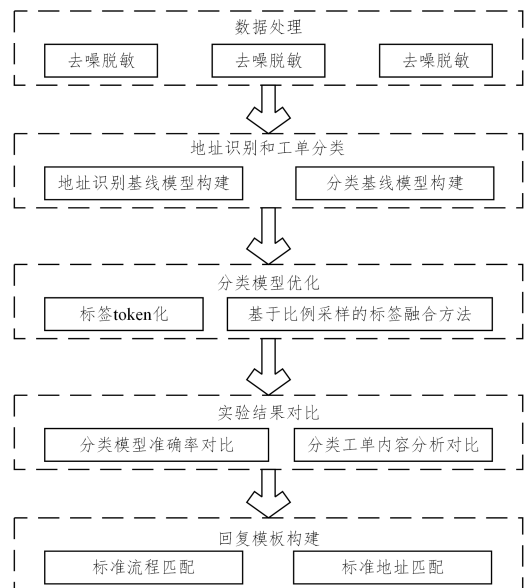 数据处理
去噪脱敏
去噪脱敏
去噪脱敏
地址识别和工单分类
地址识别基线模型构建
分类基线模型构建
分类模型优化
标签token化
基于比例采样的标签融合方法
实验结果对比
分类模型准确率对比
分类工单内容分析对比
回复模板构建
标准流程匹配
标准地址匹配